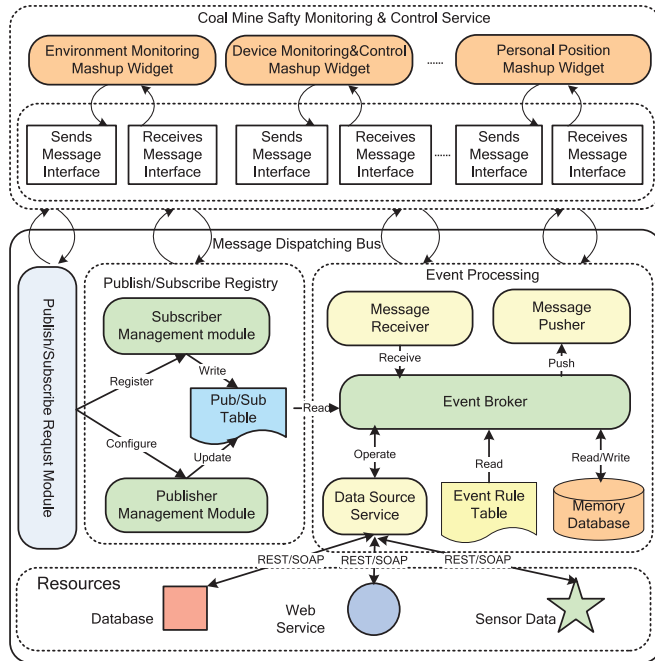 Coal Mine Safty Monitoring & Control Service
Environment Monitoring
Mashup Widget
Device Monitoring&Control
Mashup Widget
......
Personal Position
Mashup Widget
Sends
Message
Interface
Receives
Message
Interface
Sends
Message
Interface
Receives
Message
Interface
......
Sends
Message
Interface
Receives
Message
Interface
Message Dispatching Bus
Publish/Subscribe Requst Module
Publish/Subscribe Registry
Subscriber
Management module
Register
Write
Pub/Sub
Table
Configure
Update
Publisher
Management Module
Read
Event Processing
Message
Receiver
Message
Pusher
Receive
Push
Event Broker
Operate
Read
Read/Write
Data Source
Service
Event Rule
Table
Memory
Database
REST/SOAP
REST/SOAP
REST/SOAP
Resources
Database
Web
Service
Sensor Data